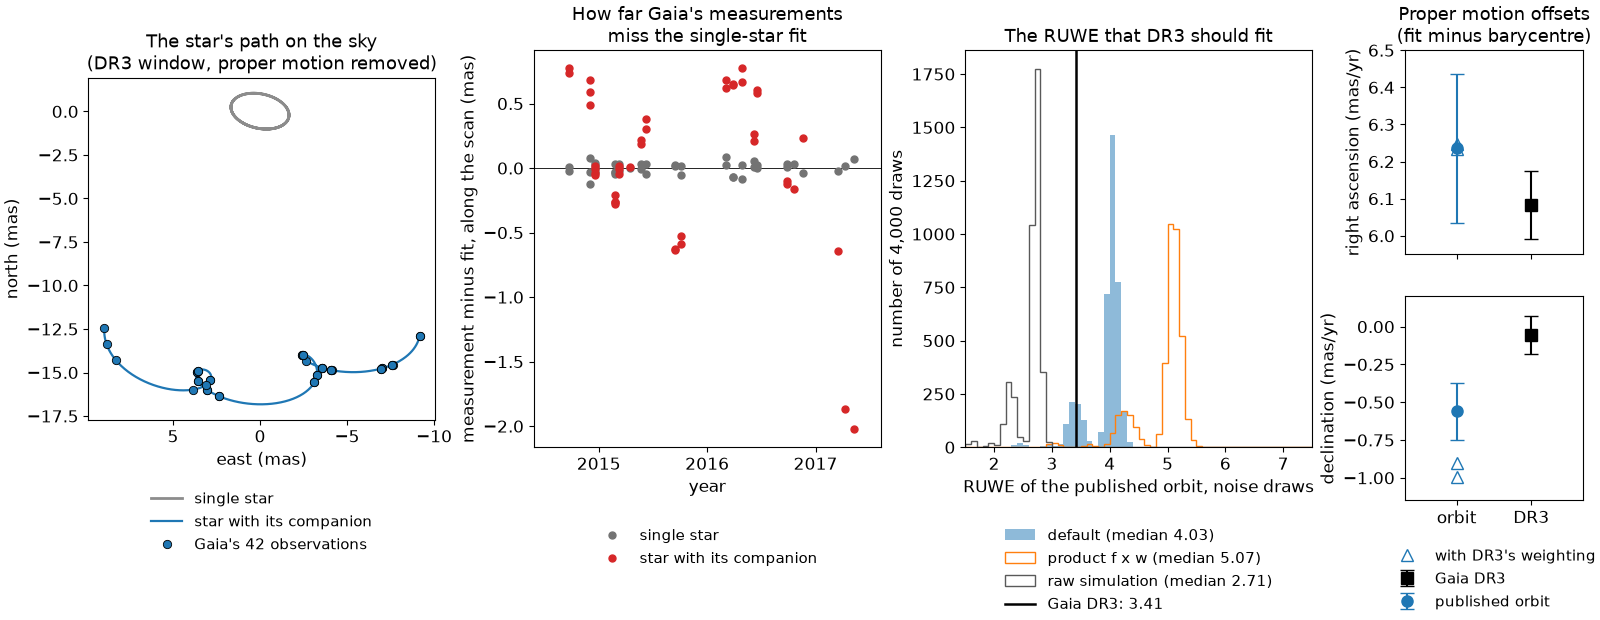 The star's path on the sky
(DR3 window, proper motion removed)
north (mas)
0.0
−2.5
−5.0
−7.5
−10.0
−12.5
−15.0
−17.5
5
0
−5
−10
east (mas)
single star
star with its companion
Gaia's 42 observations
How far Gaia's measurements
miss the single-star fit
measurement minus fit, along the scan (mas)
0.5
0.0
−0.5
−1.0
−1.5
−2.0
2015
2016
2017
year
single star
star with its companion
The RUWE that DR3 should fit
number of 4,000 draws
1750
1500
1250
1000
750
500
250
0
2
3
4
5
6
7
RUWE of the published orbit, noise draws
default (median 4.03)
product f x w (median 5.07)
raw simulation (median 2.71)
Gaia DR3: 3.41
Proper motion offsets
(fit minus barycentre)
right ascension (mas/yr)
6.5
6.4
6.3
6.2
6.1
6.0
declination (mas/yr)
0.00
−0.25
−0.50
−0.75
−1.00
orbit
DR3
with DR3's weighting
Gaia DR3
published orbit